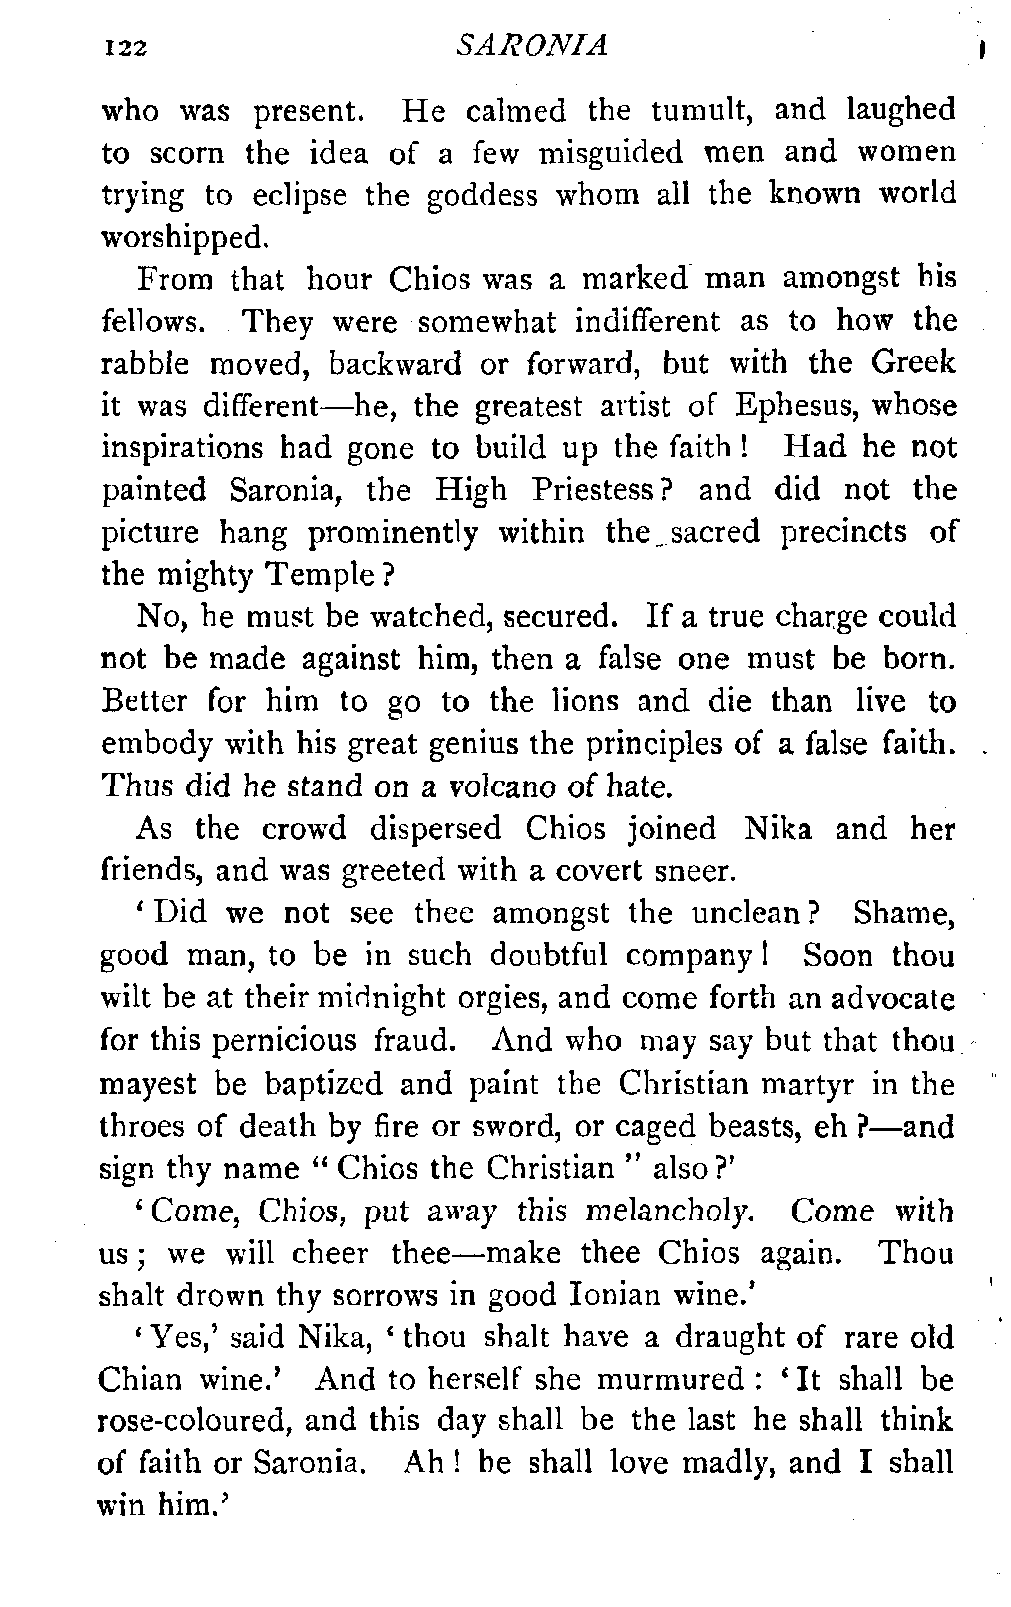 122 SARONIA
who was present. He calmed the tumult, and laughed
to scorn the idea of a few misguided men and women
trying to eclipse the goddess whom all the known world
worshipped.
From that hour Chios was a marked man amongst his
fellows. They were somewhat indifferent as to how the
rabble moved, backward or forward, but with the Greek
it was different—he, the greatest artist of Ephesus, whose
inspirations had gone to build up the faith! Had he not
painted Saronia, the High Priestess? and did not the
picture hang prominently within the sacred precincts of
the mighty Temple?
No, he must be watched, secured. If a true charge could
not be made against him, then a false one must be born.
Better for him to go to the lions and die than live to
embody with his great genius the principles of a false faith.
Thus did he stand on a volcano of hate.
As the crowd dispersed Chios joined Nika and her
friends, and was greeted with a covert sneer.
‘Did we not see thee amongst the unclean? Shame,
good man, to be in such doubtful company! Soon thou
wilt be at their midnight orgies, and come forth an advocate
for this pernicious fraud. And who may say but that thou
mayest be baptized and paint the Christian martyr in the
throes of death by fire or sword, or caged beasts, eh?—and
sign thy name “Chios the Christian” also?’
‘Come, Chios, put away this melancholy. Come with
us; we will cheer thee—make thee Chios again. Thou
shalt drown thy sorrows in good Ionian wine.’
‘Yes,’ said Nika, ‘thou shalt have a draught of rare old
Chian wine.’ And to herself she murmured: ‘It shall be
rose-coloured, and this day shall be the last he shall think
of faith or Saronia. Ah! he shall love madly, and I shall
win him.’